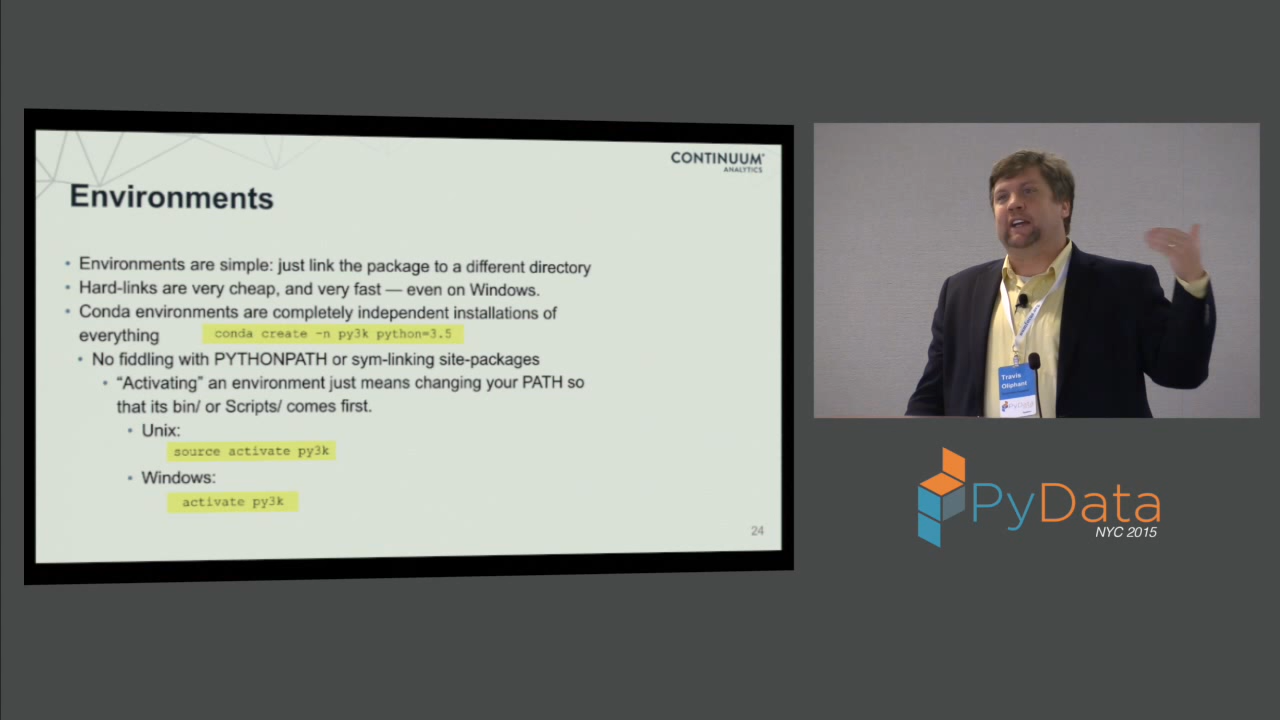 CONTINUUM
ANALYTICS
Environments
• Environments are simple: just link the package to a different directory
• Hard-links are very cheap, and very fast — even on Windows.
• Conda environments are completely independent installations of
everything conda create -n py3k python=3.5
• No fiddling with PYTHONPATH or sym-linking site-packages
• “Activating” an environment just means changing your PATH so
that its bin/ or Scripts/ comes first.
• Unix:
source activate py3k
• Windows:
activate py3k
24
Travis
Oliphant
PyData
PyData
NYC 2015